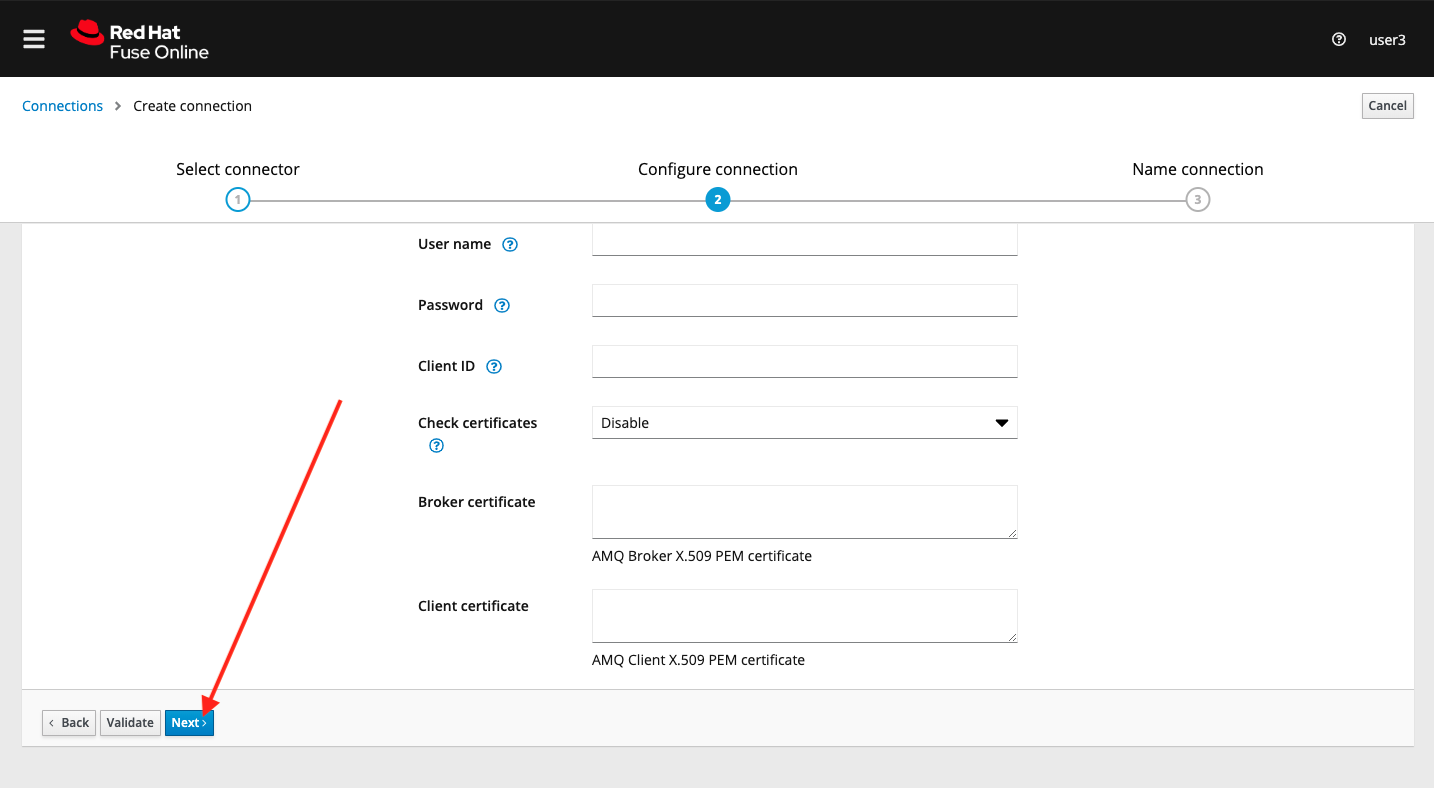 Red Hat
Fuse Online
user3
Connections > Create connection
Cancel
Select connector
Configure connection
Name connection
1
2
3
User name
Password
Client ID
Check certificates
Disable
Broker certificate
AMQ Broker X.509 PEM certificate
Client certificate
AMQ Client X.509 PEM certificate
< Back
Validate
Next >